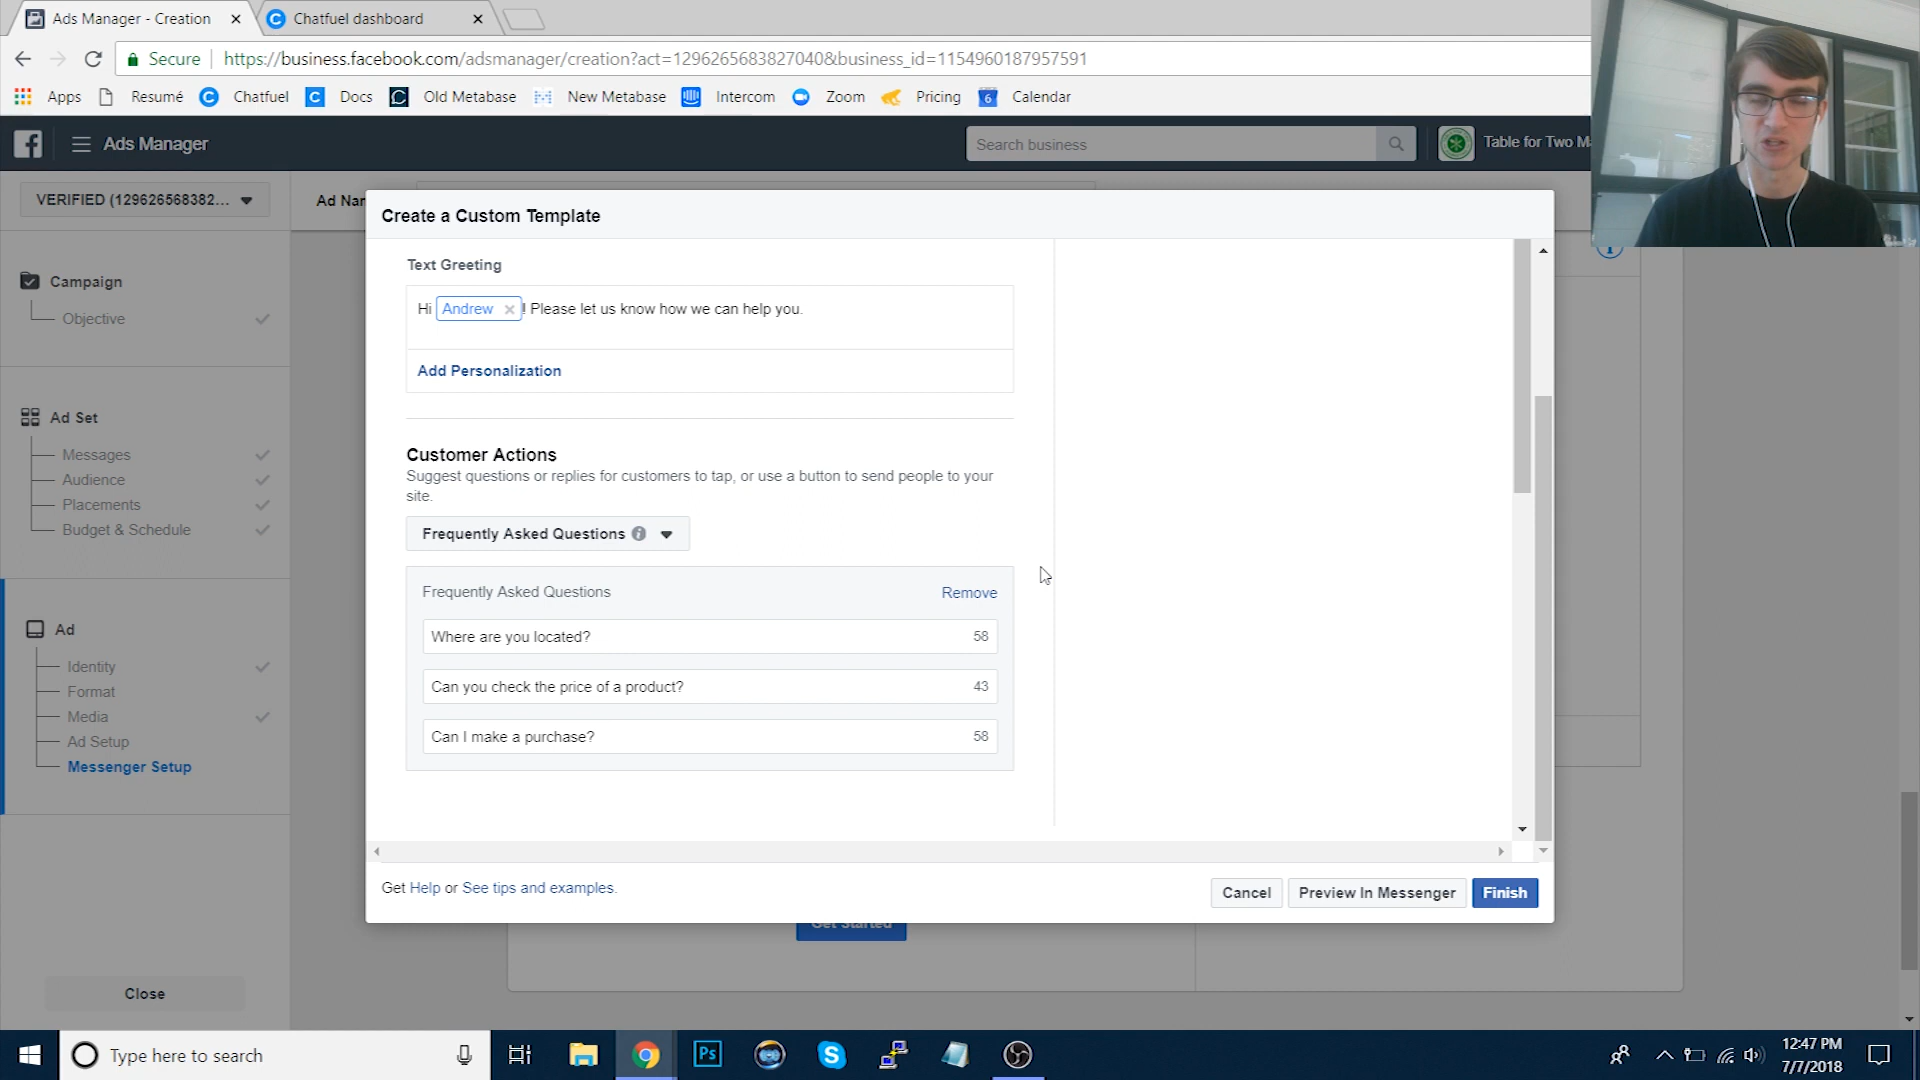 Ads Manager - Creation
Chatfuel dashboard
Secure
https://business.facebook.com/adsmanager/creation?act=1296265683827040&business_id=1154960187957591
Apps
Resumé
Chatfuel
Docs
Old Metabase
New Metabase
Intercom
Zoom
Pricing
6
Calendar
Ads Manager
Search business
Table for Two Ma
VERIFIED (129626568382...
Ad Nar
Campaign
Objective
Ad Set
Messages
Audience
Placements
Budget & Schedule
Ad
Identity
Format
Media
Ad Setup
Messenger Setup
Close
Create a Custom Template
Text Greeting
Hi Andrew ! Please let us know how we can help you.
Add Personalization
Customer Actions
Suggest questions or replies for customers to tap, or use a button to send people to your
site.
Frequently Asked Questions
Frequently Asked Questions
Remove
Where are you located?
58
Can you check the price of a product?
43
Can I make a purchase?
58
Get Help or See tips and examples.
Cancel
Preview In Messenger
Finish
Get Started
Type here to search
Ps
12:47 PM
7/7/2018